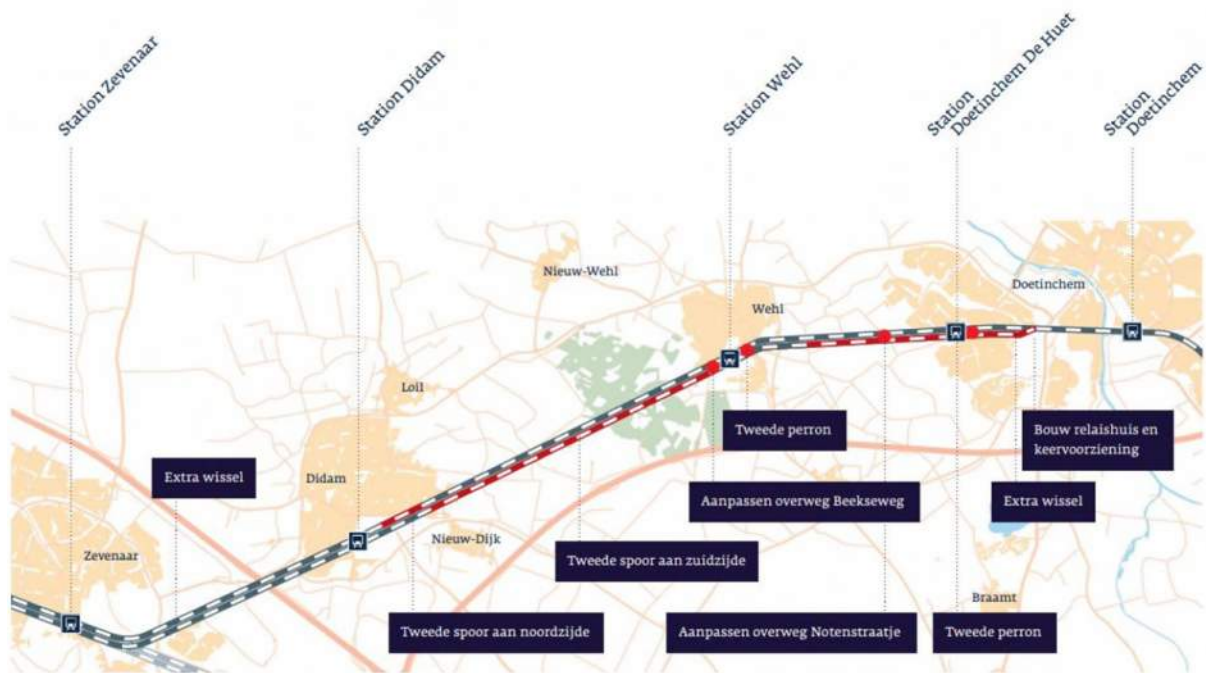 Station Zevenaar
Station Didam
Station Wehl
Station
Doetinchem De Huet
Station
Doetinchem
Nieuw-Wehl
Doetinchem
Wehl
Loil
Tweede perron
Bouw relaishuis en
keervoorziening
Extra wissel
Didam
Aanpassen overweg Beekseweg
Extra wissel
Nieuw-Dijk
Zevenaar
Tweede spoor aan zuidzijde
Braamt
Tweede spoor aan noordzijde
Aanpassen overweg Notenstraatje
Tweede perron